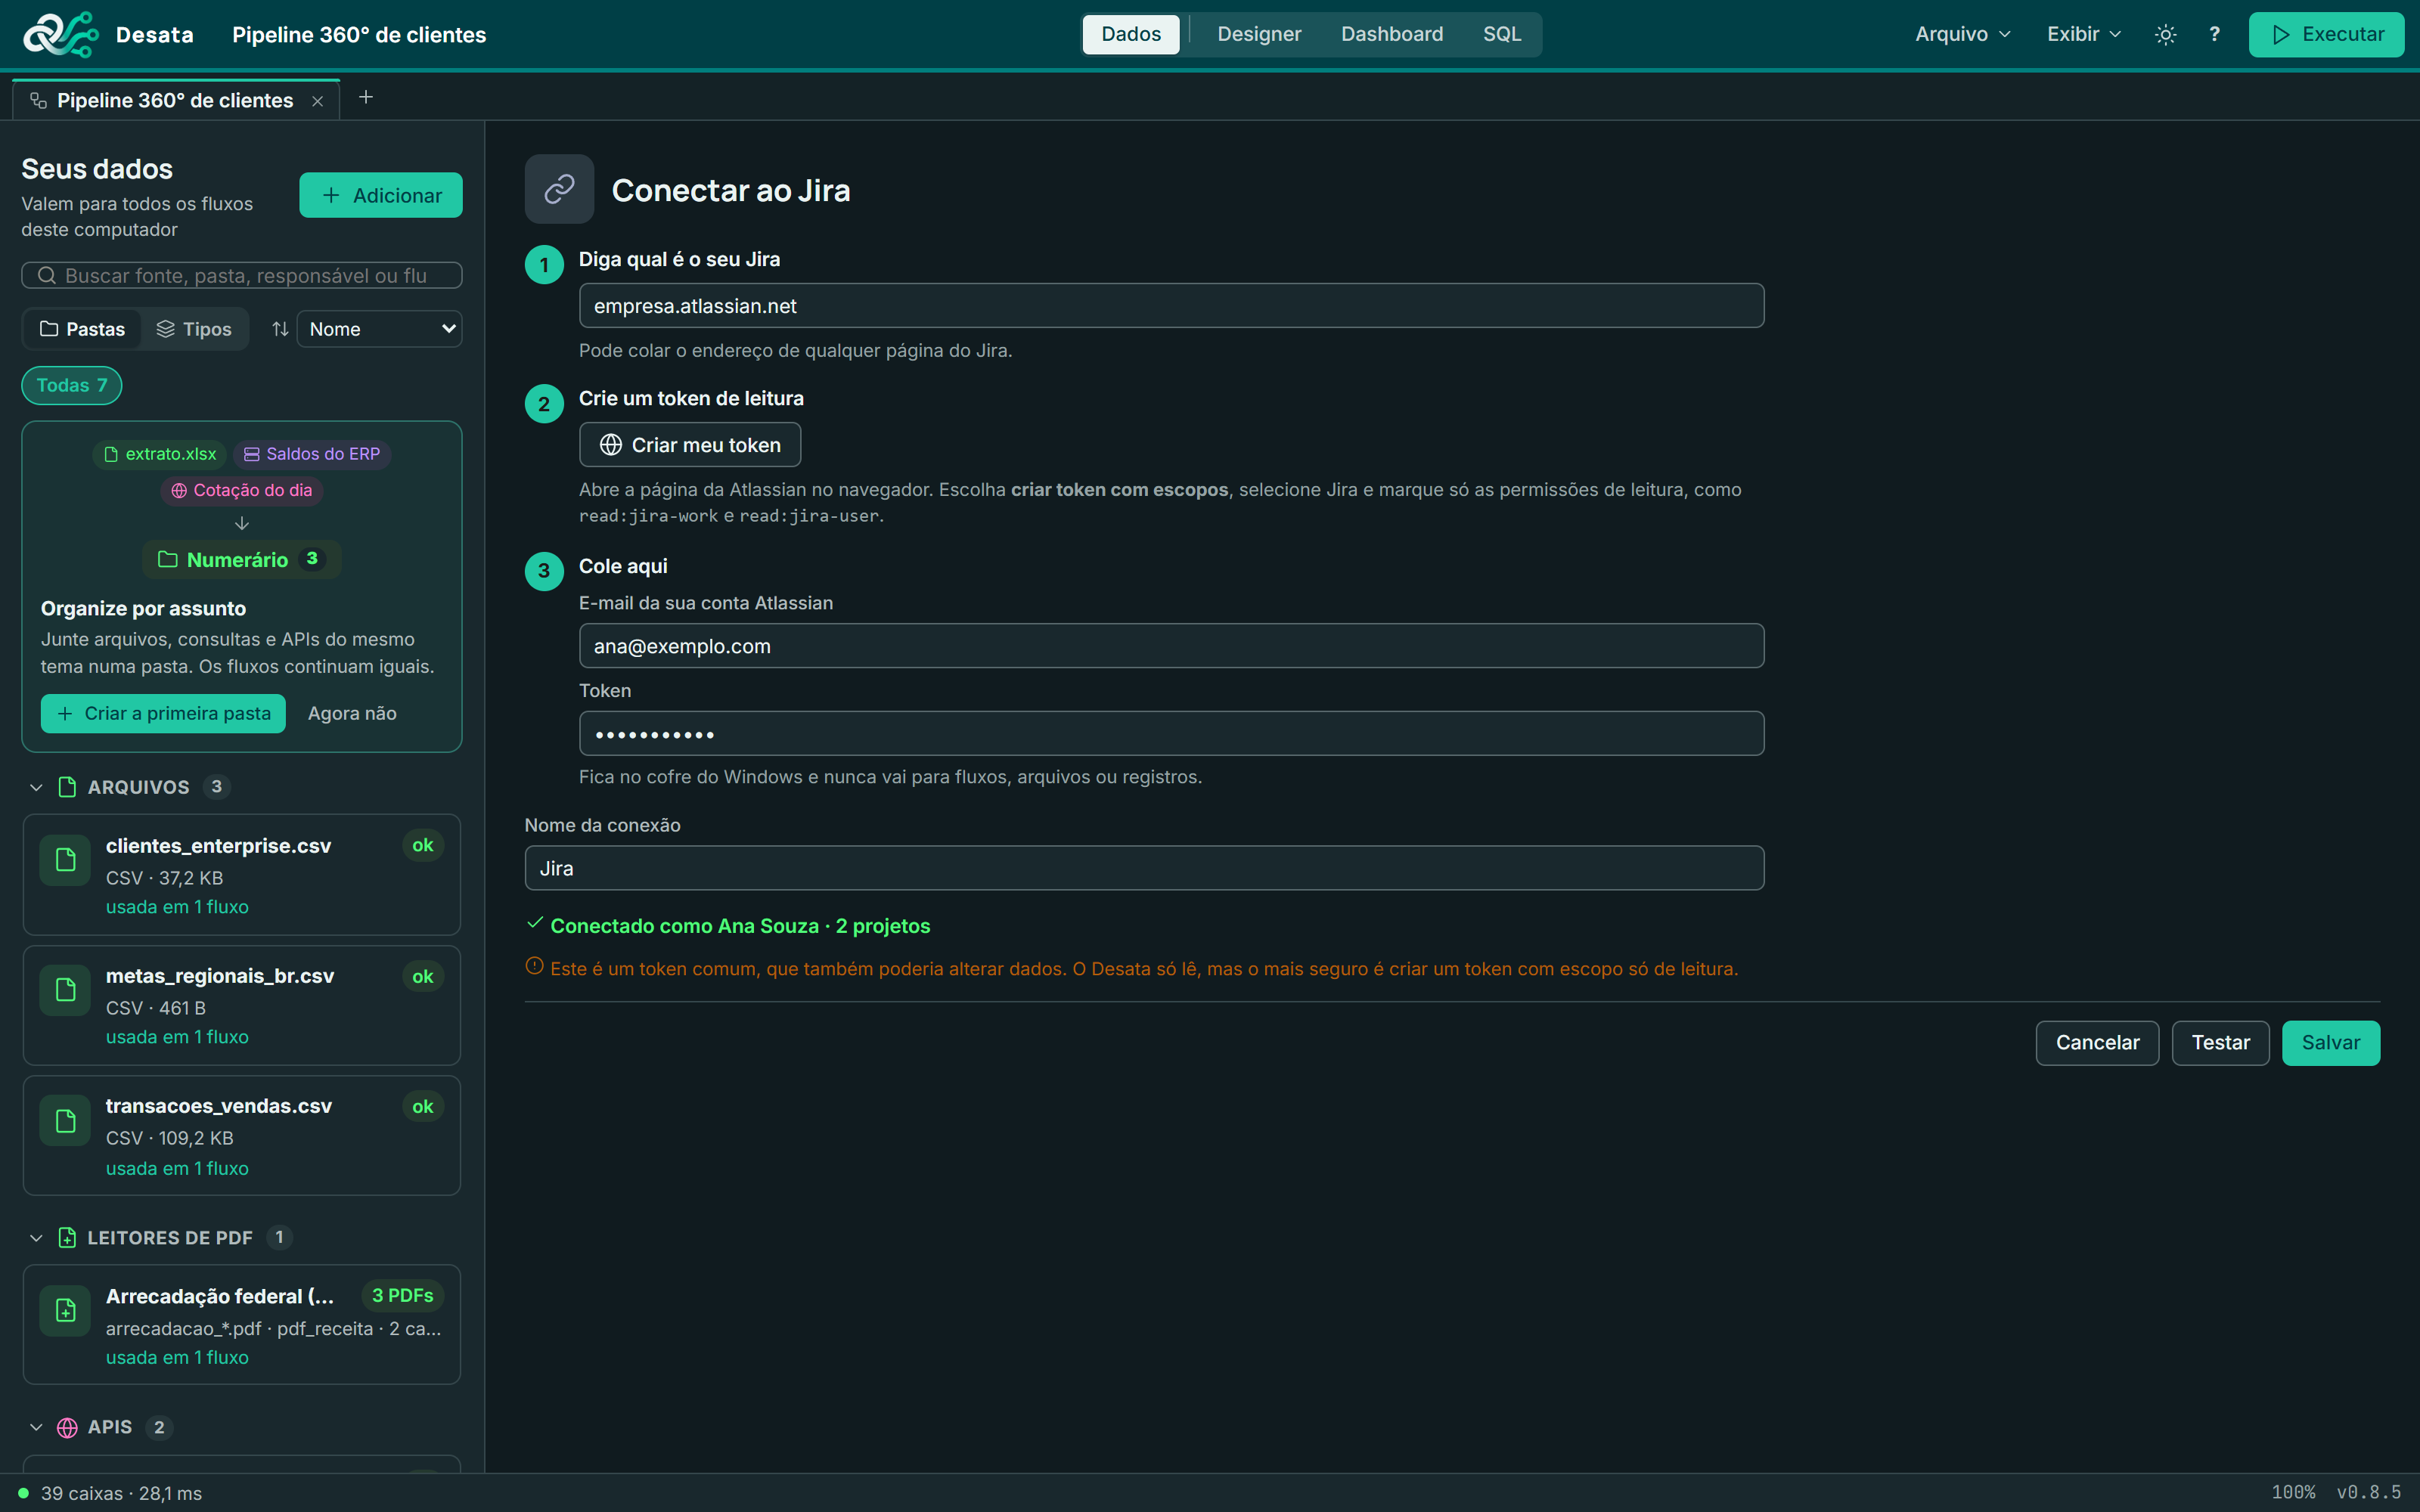 Desata
Pipeline 360° de clientes
Dados
Designer
Dashboard
SQL
Arquivo
Exibir
?
Executar
Pipeline 360° de clientes
Seus dados
Valem para todos os fluxos
deste computador
Adicionar
Buscar fonte, pasta, responsável ou flu
Pastas
Tipos
Nome
Todas 7
extrato.xlsx
Saldos do ERP
Cotação do dia
Numerário 3
Organize por assunto
Junte arquivos, consultas e APIs do mesmo
tema numa pasta. Os fluxos continuam iguais.
Criar a primeira pasta
Agora não
ARQUIVOS 3
clientes_enterprise.csv
ok
CSV · 37,2 KB
usada em 1 fluxo
metas_regionais_br.csv
ok
CSV · 461 B
usada em 1 fluxo
transacoes_vendas.csv
ok
CSV · 109,2 KB
usada em 1 fluxo
LEITORES DE PDF 1
Arrecadação federal (...
3 PDFs
arrecadacao_*.pdf · pdf_receita · 2 ca...
usada em 1 fluxo
APIS 2
Conectar ao Jira
1
Diga qual é o seu Jira
empresa.atlassian.net
Pode colar o endereço de qualquer página do Jira.
2
Crie um token de leitura
Criar meu token
Abre a página da Atlassian no navegador. Escolha criar token com escopos, selecione Jira e marque só as permissões de leitura, como
read:jira-work e read:jira-user.
3
Cole aqui
E-mail da sua conta Atlassian
ana@exemplo.com
Token
•••••••••••
Fica no cofre do Windows e nunca vai para fluxos, arquivos ou registros.
Nome da conexão
Jira
Conectado como Ana Souza · 2 projetos
Este é um token comum, que também poderia alterar dados. O Desata só lê, mas o mais seguro é criar um token com escopo só de leitura.
Cancelar
Testar
Salvar
39 caixas · 28,1 ms
100%
v0.8.5